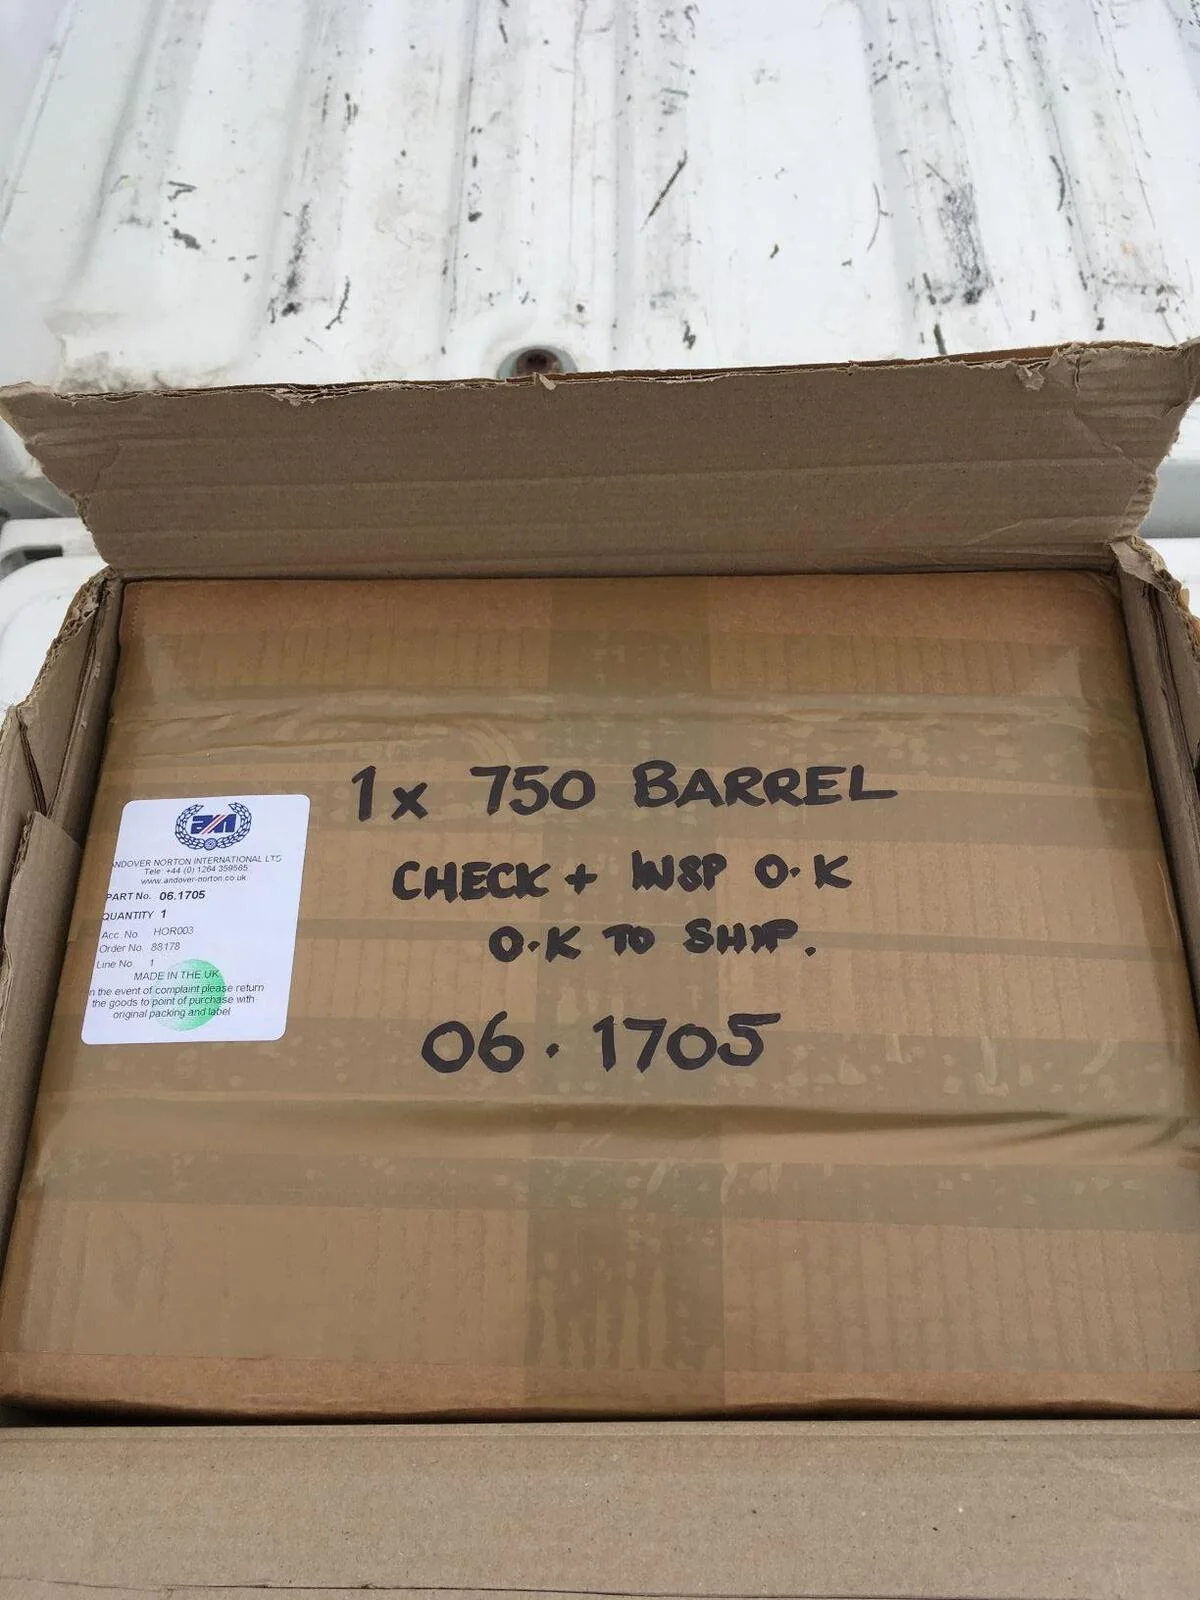 1 x 750 BARREL
CHECK + INSP O.K
O.K TO SHIP.
06.1705
AN
ANDOVER NORTON INTERNATIONAL LTD
Tele: +44 (0) 1264 359565
www.andover-norton.co.uk
PART No. 06.1705
QUANTITY 1
Acc. No. HOR003
Order No. 88178
Line No. 1
MADE IN THE UK
In the event of complaint please return
the goods to point of purchase with
original packing and label